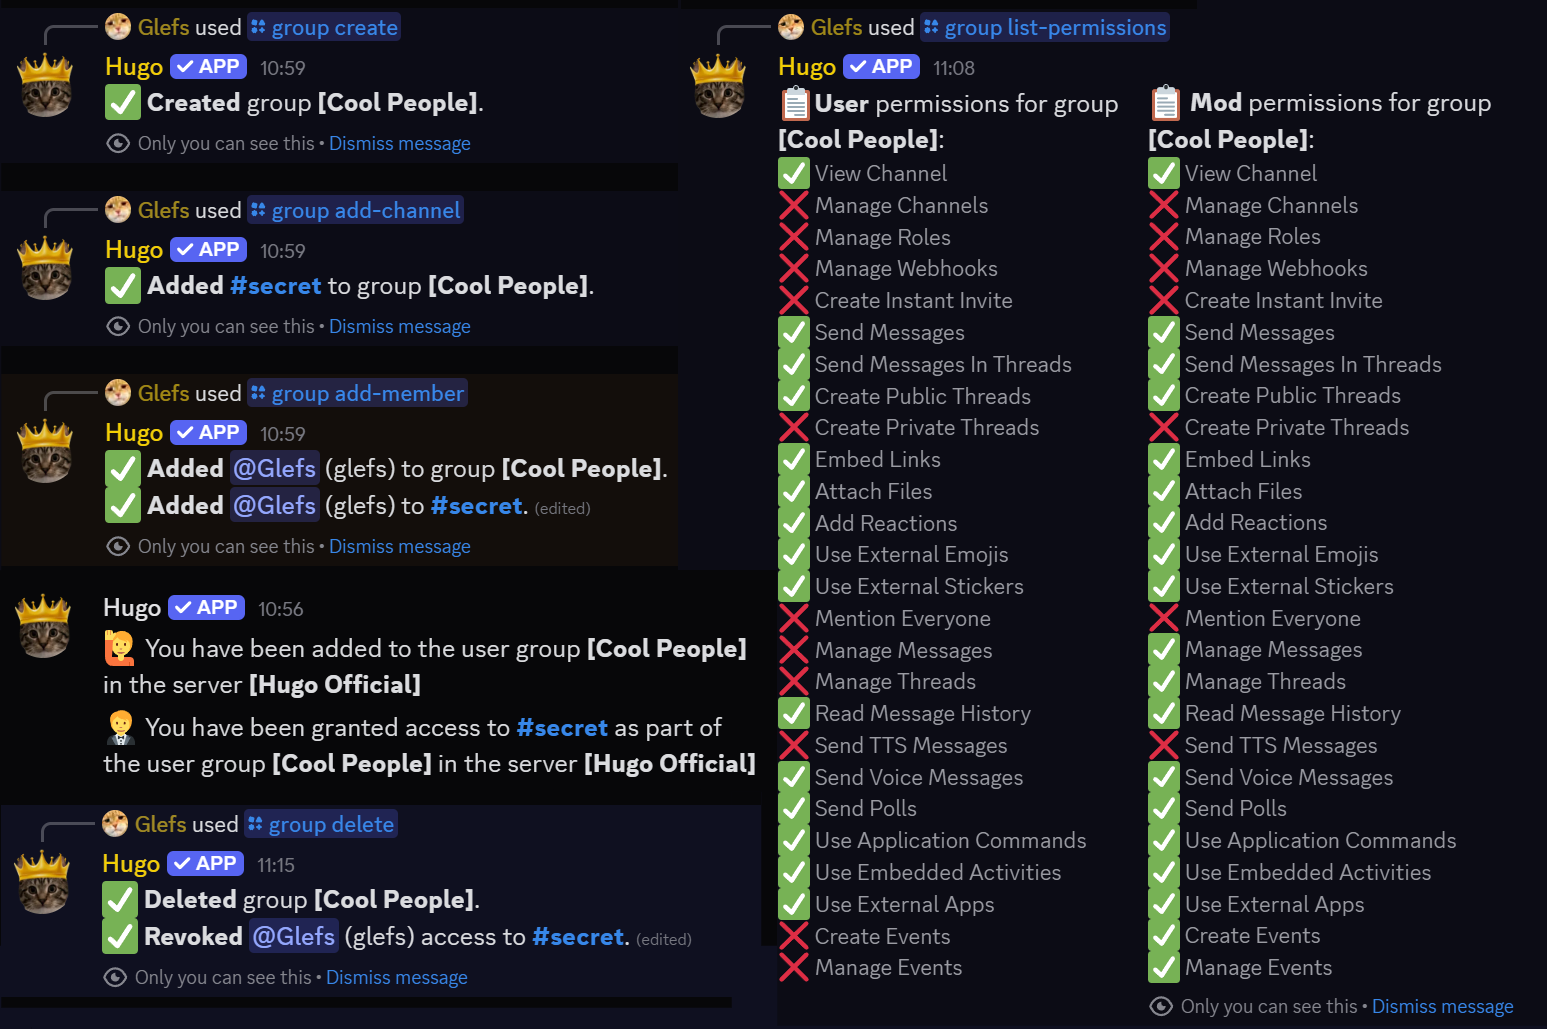 Glefs used group create
Hugo APP 10:59
Created group [Cool People].
Only you can see this • Dismiss message
Glefs used group add-channel
Hugo APP 10:59
Added #secret to group [Cool People].
Only you can see this • Dismiss message
Glefs used group add-member
Hugo APP 10:59
Added @Glefs (glefs) to group [Cool People].
Added @Glefs (glefs) to #secret. (edited)
Only you can see this • Dismiss message
Hugo APP 10:56
You have been added to the user group [Cool People]
in the server [Hugo Official]
You have been granted access to #secret as part of
the user group [Cool People] in the server [Hugo Official]
Glefs used group delete
Hugo APP 11:15
Deleted group [Cool People].
Revoked @Glefs (glefs) access to #secret. (edited)
Only you can see this • Dismiss message
Glefs used group list-permissions
Hugo APP 11:08
User permissions for group
[Cool People]:
View Channel
Manage Channels
Manage Roles
Manage Webhooks
Create Instant Invite
Send Messages
Send Messages In Threads
Create Public Threads
Create Private Threads
Embed Links
Attach Files
Add Reactions
Use External Emojis
Use External Stickers
Mention Everyone
Manage Messages
Manage Threads
Read Message History
Send TTS Messages
Send Voice Messages
Send Polls
Use Application Commands
Use Embedded Activities
Use External Apps
Create Events
Manage Events
Mod permissions for group
[Cool People]:
View Channel
Manage Channels
Manage Roles
Manage Webhooks
Create Instant Invite
Send Messages
Send Messages In Threads
Create Public Threads
Create Private Threads
Embed Links
Attach Files
Add Reactions
Use External Emojis
Use External Stickers
Mention Everyone
Manage Messages
Manage Threads
Read Message History
Send TTS Messages
Send Voice Messages
Send Polls
Use Application Commands
Use Embedded Activities
Use External Apps
Create Events
Manage Events
Only you can see this • Dismiss message